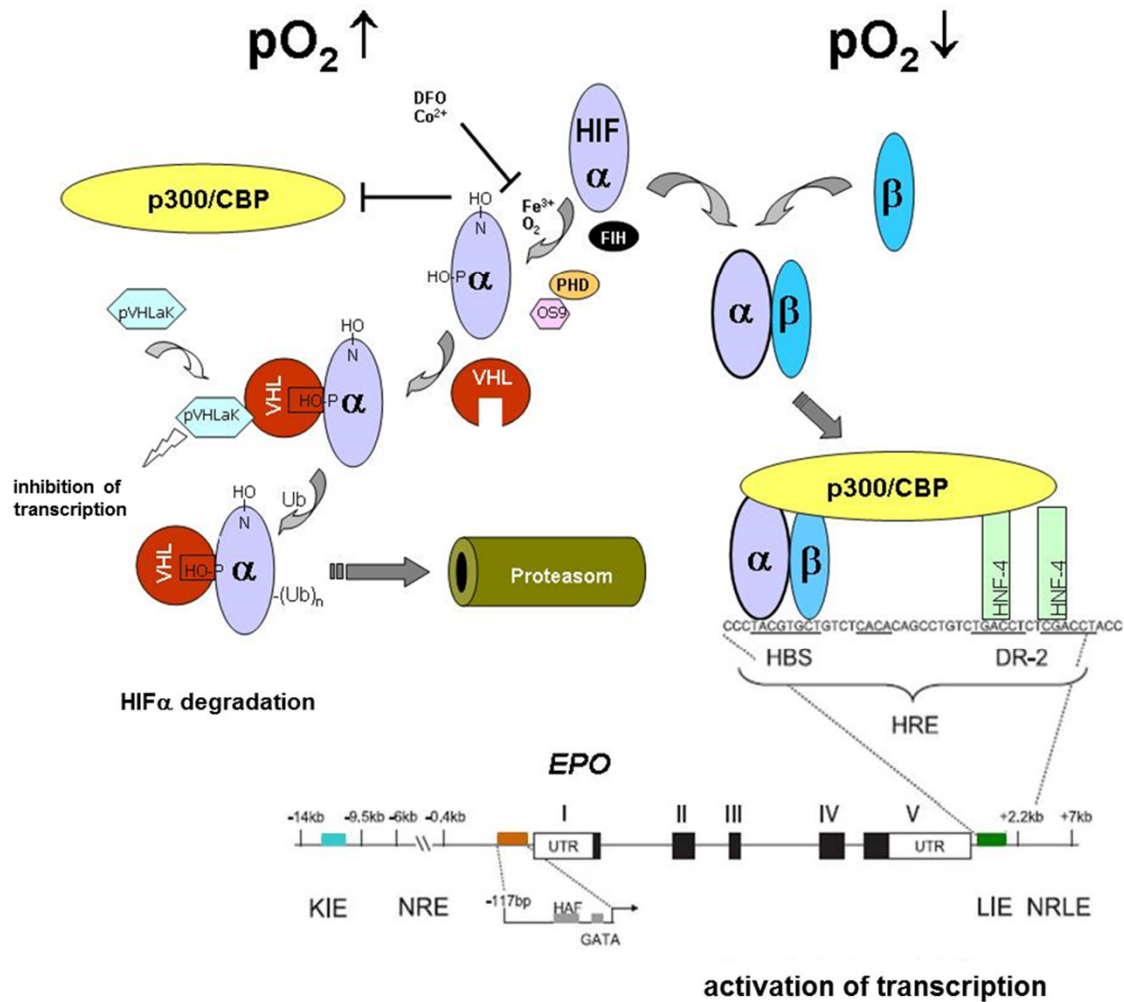 pO₂ ↑
pO₂ ↓
DFO
Co²⁺
HIF
α
β
p300/CBP
HO
N
Fe³⁺
O₂
FIH
HO-P α
PHD
OS9
α β
pVHLaK
HO
N
VHL
VHL HO-P α
pVHLaK
p300/CBP
inhibition of
transcription
Ub
HO
N
VHL HO-P α
-(Ub)n
Proteasom
α β
HNF-4 HNF-4
CCCTACGTGCTGTCTCACACAGCCTGTCTGACCTCTCGACCTACC
HBS DR-2
HIFα degradation
HRE
EPO
I II III IV V
-14kb -9.5kb -6kb -0.4kb +2.2kb +7kb
UTR UTR
KIE NRE -117bp HAF LIE NRLE
GATA
activation of transcription